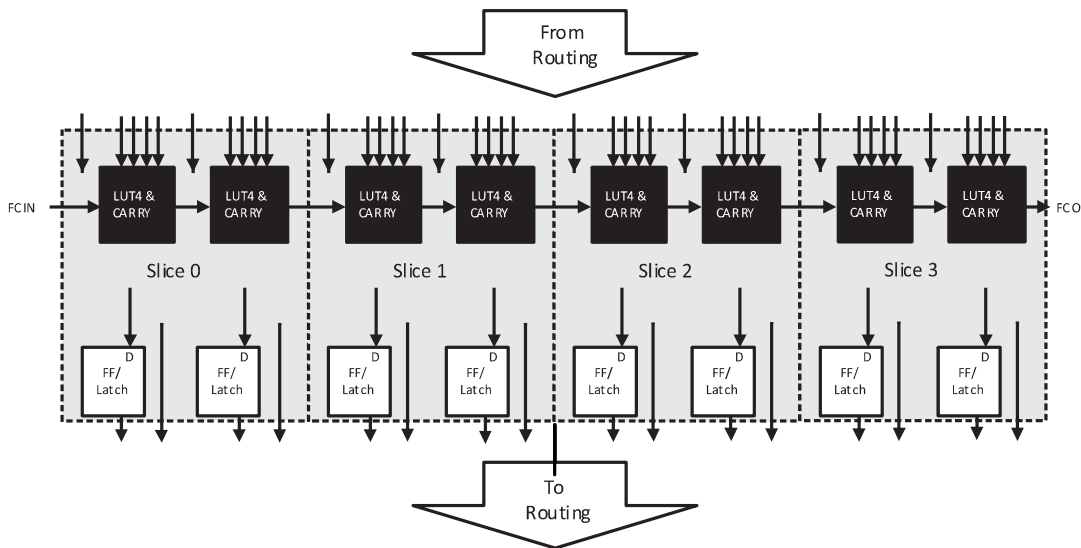 From
Routing
LUT4 &
CARRY
LUT4 &
CARRY
LUT4 &
CARRY
LUT4 &
CARRY
LUT4 &
CARRY
LUT4 &
CARRY
LUT4 &
CARRY
LUT4 &
CARRY
FCIN
FCO
Slice 0
Slice 1
Slice 2
Slice 3
D
FF/
Latch
D
FF/
Latch
D
FF/
Latch
D
FF/
Latch
D
FF/
Latch
D
FF/
Latch
D
FF/
Latch
D
FF/
Latch
To
Routing